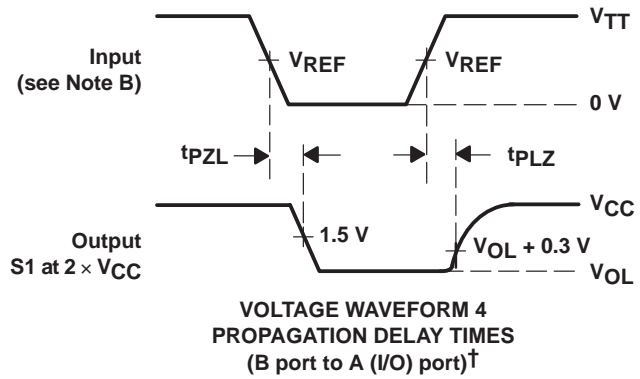 VTT
Input
(see Note B)
VREF
VREF
0 V
tPZL
tPLZ
VCC
Output
S1 at 2 × VCC
1.5 V
VOL + 0.3 V
VOL
VOLTAGE WAVEFORM 4
PROPAGATION DELAY TIMES
(B port to A (I/O) port)†